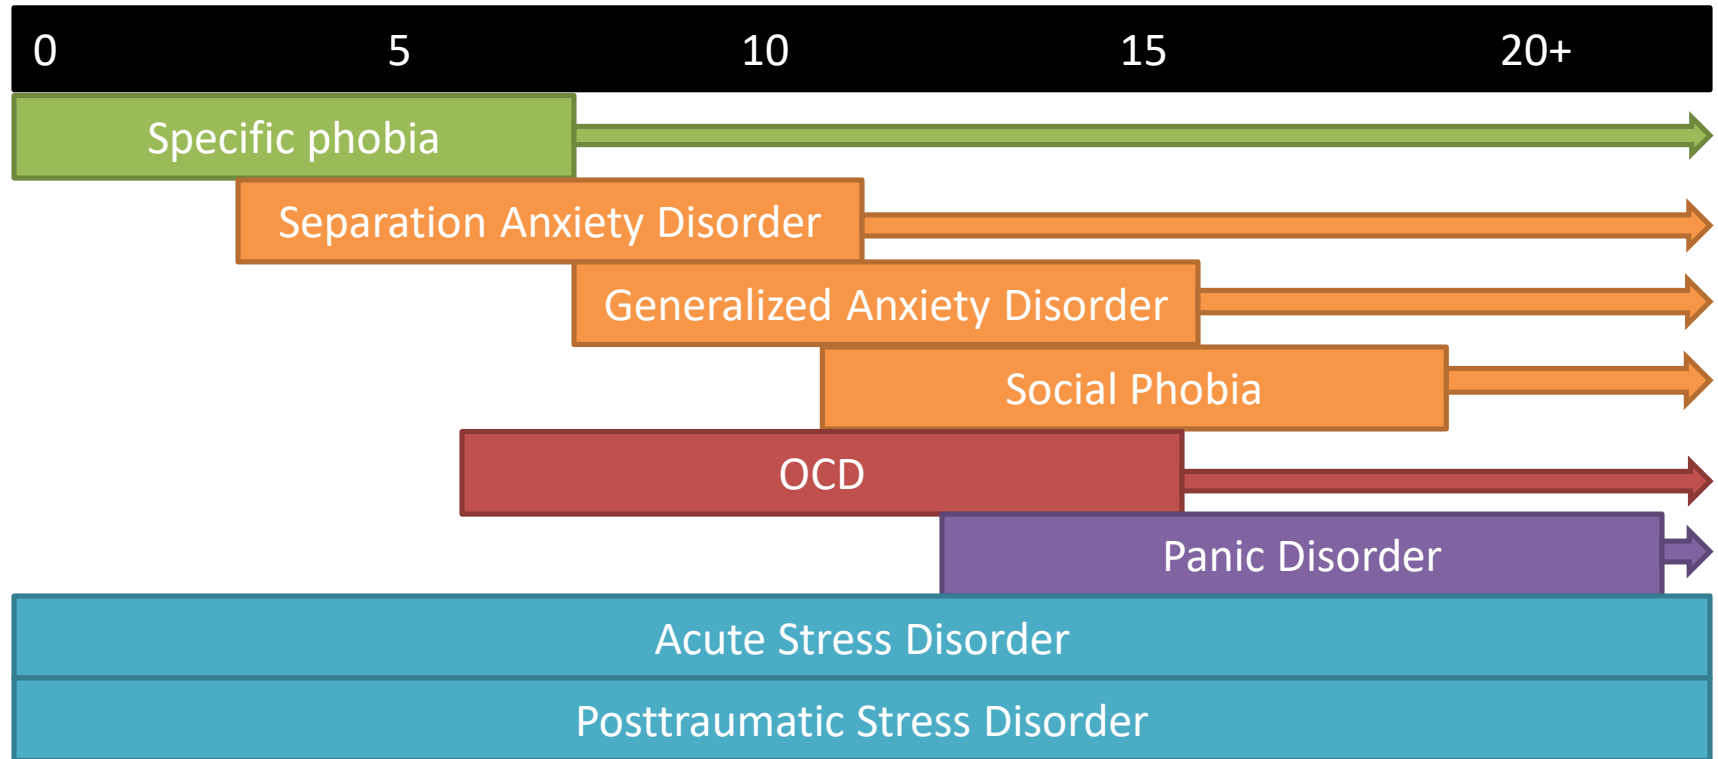 0 5 10 15 20+
Specific phobia
Separation Anxiety Disorder
Generalized Anxiety Disorder
Social Phobia
OCD
Panic Disorder
Acute Stress Disorder
Posttraumatic Stress Disorder